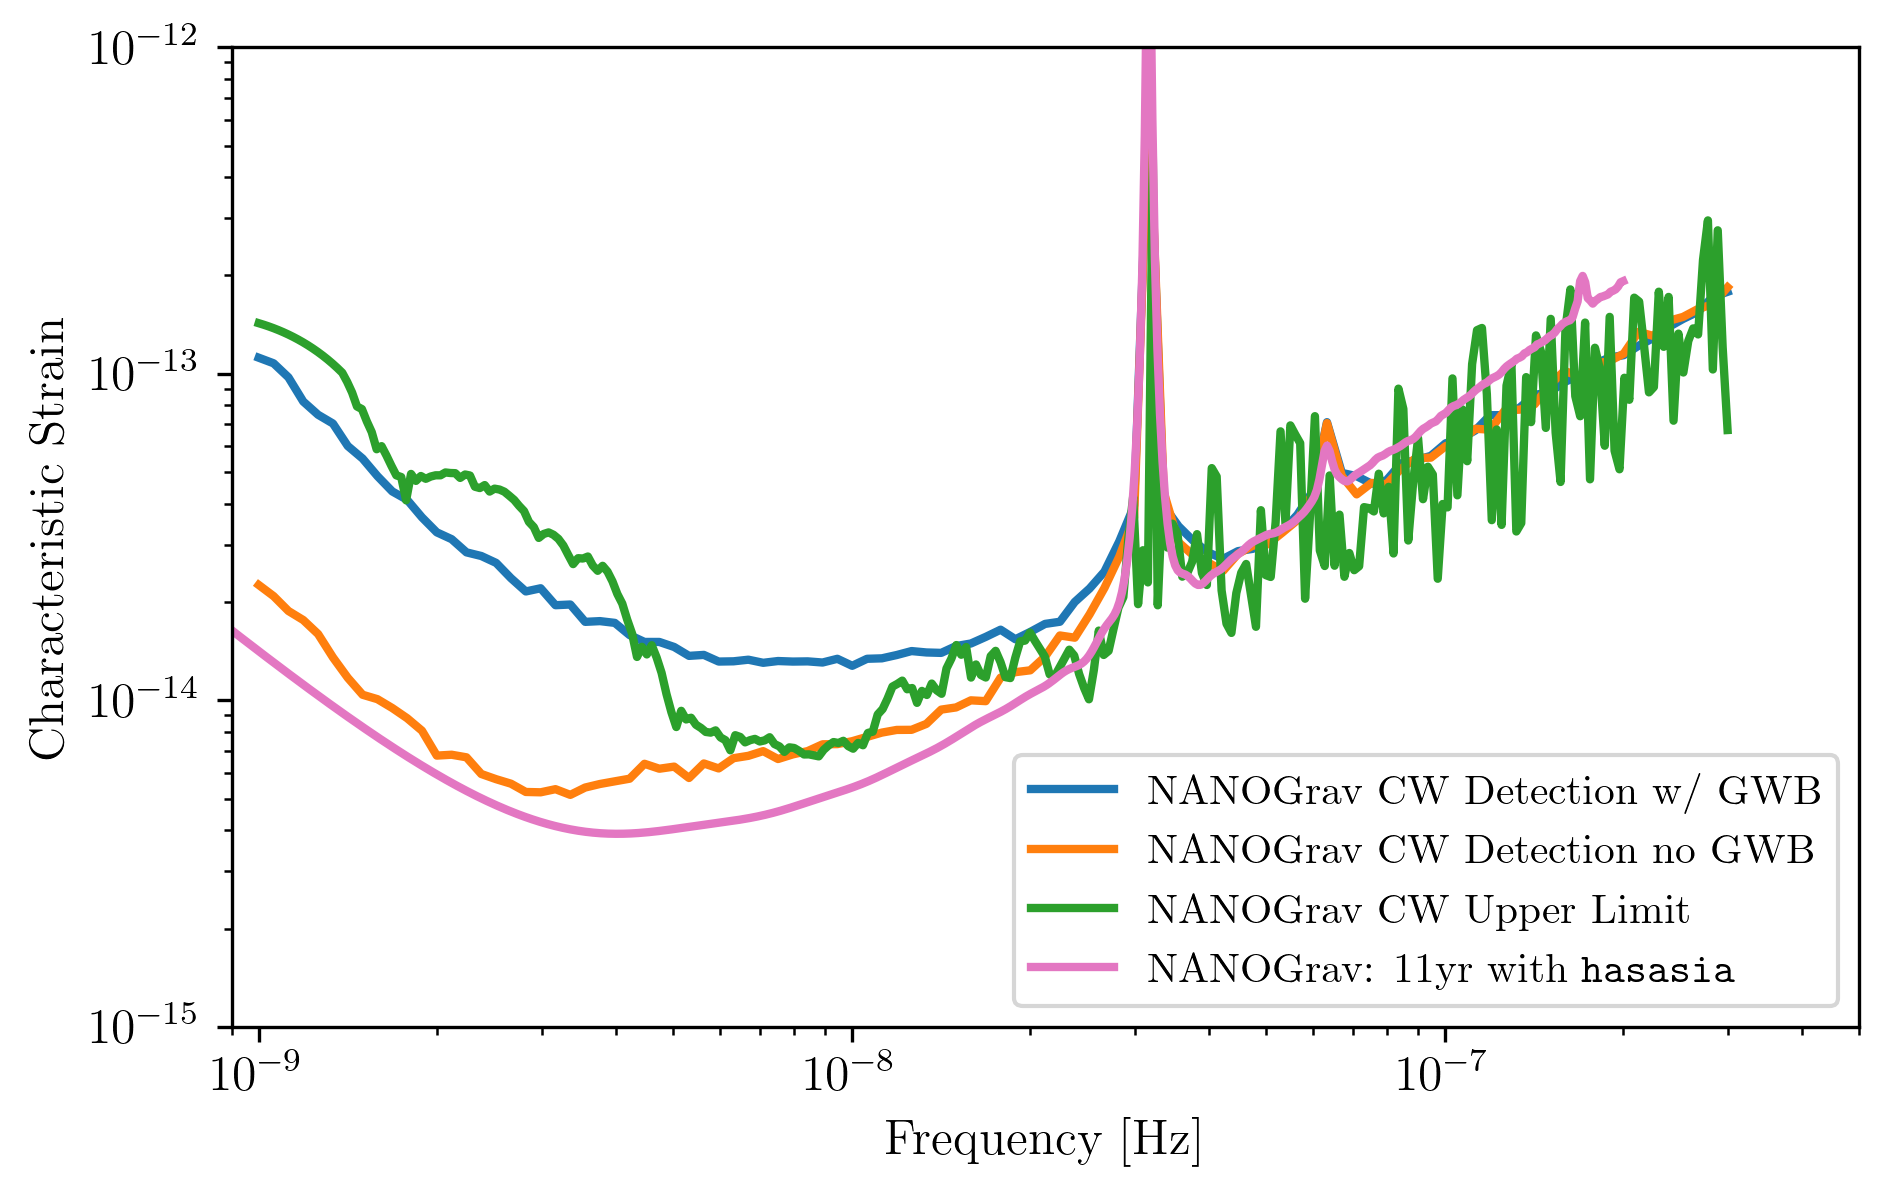 10⁻¹²
10⁻¹³
10⁻¹⁴
10⁻¹⁵
Characteristic Strain
NANOGrav CW Detection w/ GWB
NANOGrav CW Detection no GWB
NANOGrav CW Upper Limit
NANOGrav: 11yr with hasasia
10⁻⁹ 10⁻⁸ 10⁻⁷
Frequency [Hz]